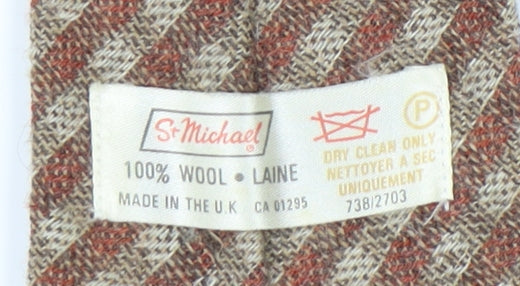 St Michael®
100% WOOL • LAINE
MADE IN THE U.K CA 01295
P
DRY CLEAN ONLY
NETTOYER A SEC
UNIQUEMENT
738/2703